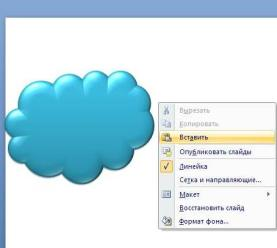 Вырезать
Копировать
Вставить
Опубликовать слайды
Линейка
Сетка и направляющие...
Макет
Восстановить слайд
Формат фона...